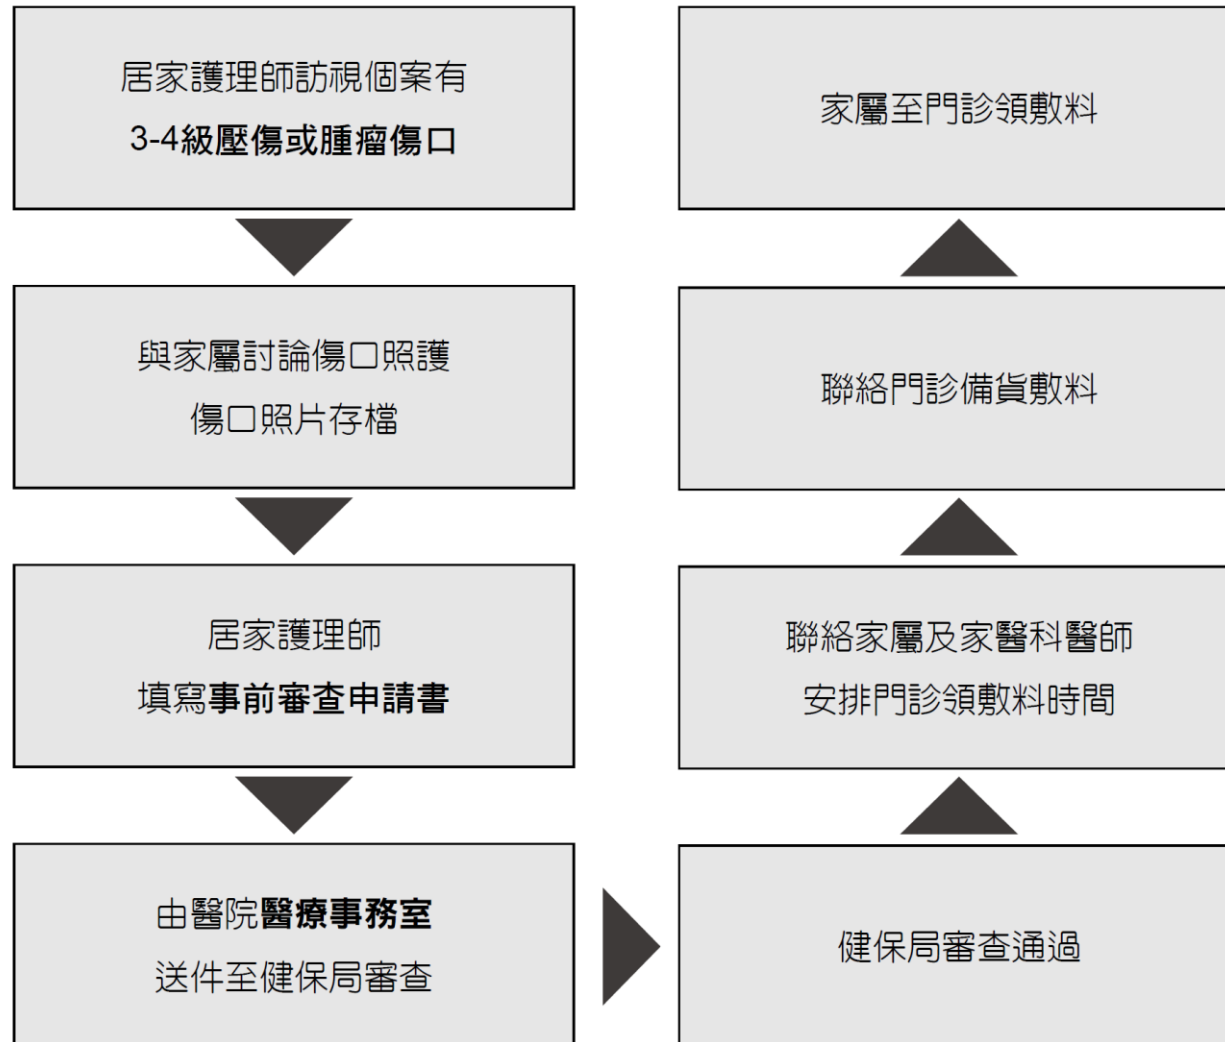 居家護理師訪視個案有
3-4級壓傷或腫瘤傷口
與家屬討論傷口照護
傷口照片存檔
居家護理師
填寫事前審查申請書
由醫院醫療事務室
送件至健保局審查
健保局審查通過
聯絡家屬及家醫科醫師
安排門診領敷料時間
聯絡門診備貨敷料
家屬至門診領敷料